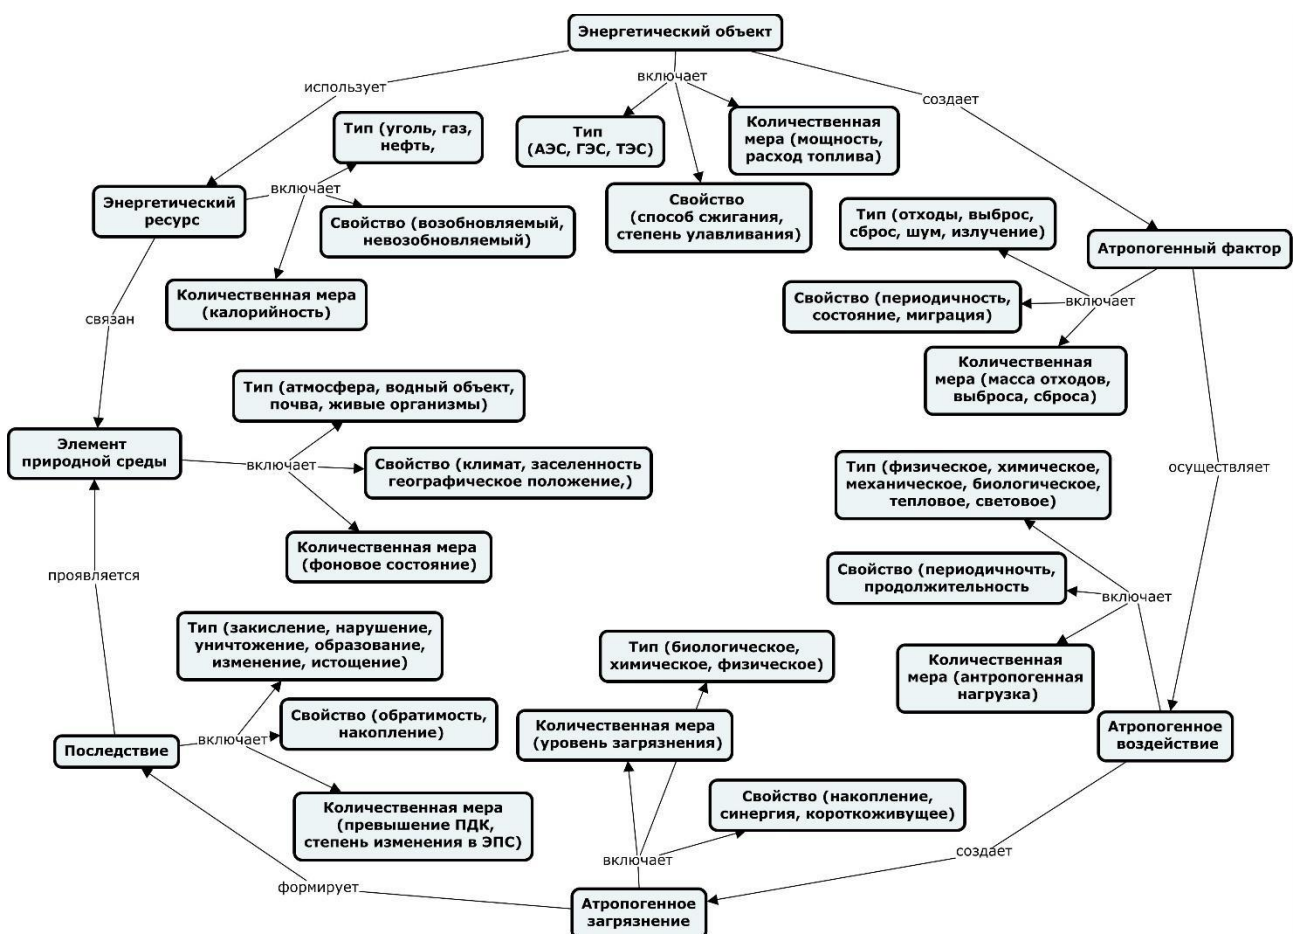 Энергетический объект
использует
включает
создает
Тип (уголь, газ,
нефть,
Тип
(АЭС, ГЭС, ТЭС)
Количественная
мера (мощность,
расход топлива)
Энергетический
ресурс
включает
Свойство (возобновляемый,
невозобновляемый)
Свойство
(способ сжигания,
степень улавливания)
Тип (отходы, выброс,
сброс, шум, излучение)
Атропогенный фактор
Количественная мера
(калорийность)
связан
Свойство (периодичность,
состояние, миграция)
включает
Количественная
мера (масса отходов,
выброса, сброса)
Тип (атмосфера, водный объект,
почва, живые организмы)
Элемент
природной среды
включает
Свойство (климат, заселенность
географическое положение,)
Тип (физическое, химическое,
механическое, биологическое,
тепловое, световое)
осуществляет
Количественная мера
(фоновое состояние)
проявляется
Свойство (периодичночть,
продолжительность
включает
Тип (закисление, нарушение,
уничтожение, образование,
изменение, истощение)
Тип (биологическое,
химическое, физическое)
Количественная
мера (антропогенная
нагрузка)
Свойство (обратимость,
накопление)
Количественная мера
(уровень загрязнения)
Последствие
включает
Атропогенное
воздействие
Количественная мера
(превышение ПДК,
степень изменения в ЭПС)
Свойство (накопление,
синергия, короткоживущее)
включает
создает
формирует
Атропогенное
загрязнение